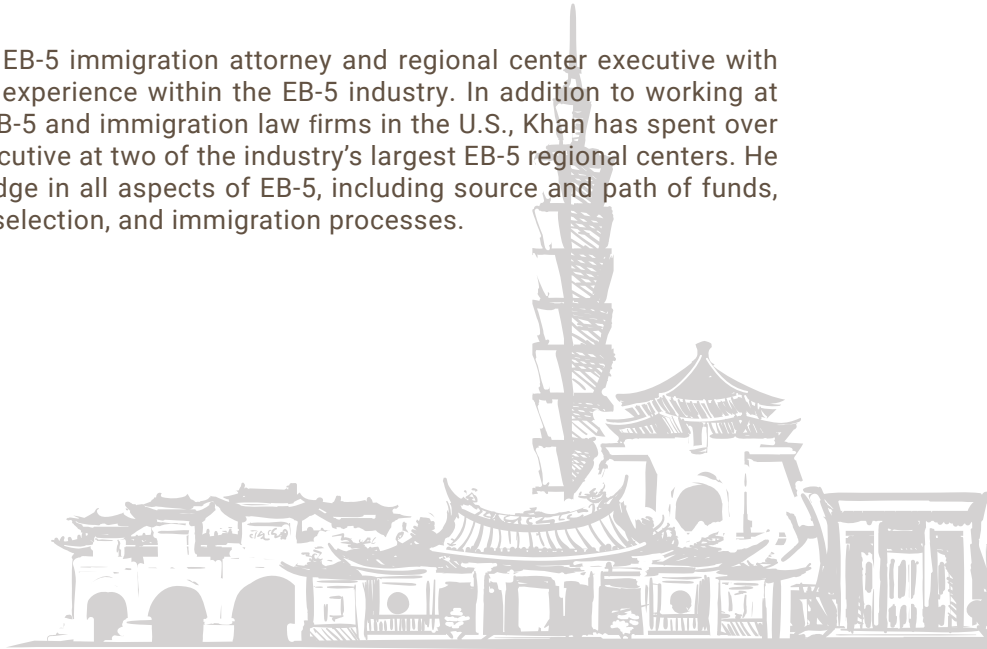 EB-5 immigration attorney and regional center executive with
experience within the EB-5 industry. In addition to working at
B-5 and immigration law firms in the U.S., Khan has spent over
cutive at two of the industry's largest EB-5 regional centers. He
dge in all aspects of EB-5, including source and path of funds,
selection, and immigration processes.